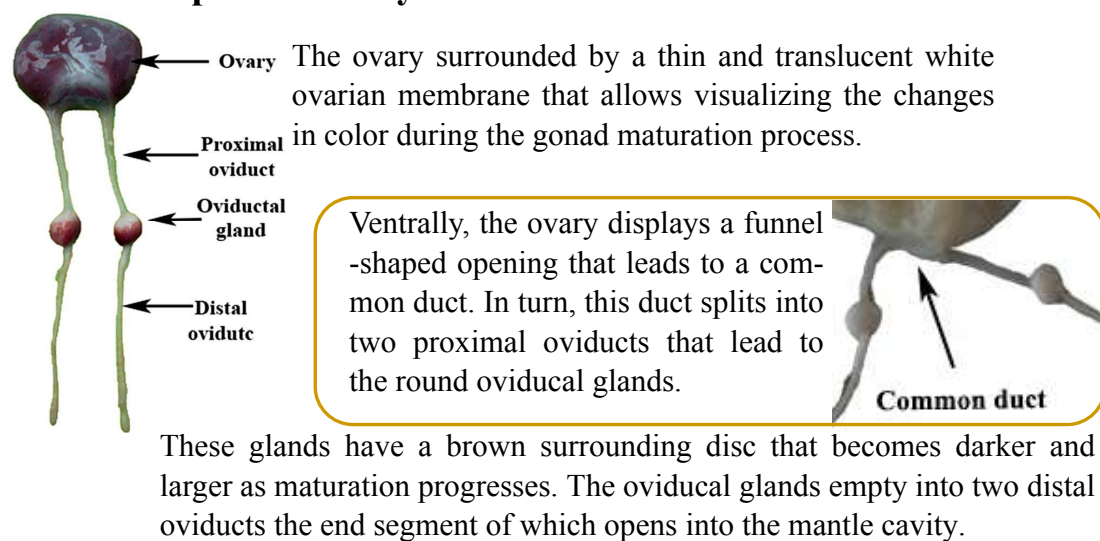 Ovary
The ovary surrounded by a thin and translucent white
ovarian membrane that allows visualizing the changes
in color during the gonad maturation process.
Proximal
oviduct
Oviductal
gland
Distal
ovidutc
Ventrally, the ovary displays a funnel
-shaped opening that leads to a com-
mon duct. In turn, this duct splits into
two proximal oviducts that lead to
the round oviducal glands.
Common duct
These glands have a brown surrounding disc that becomes darker and
larger as maturation progresses. The oviducal glands empty into two distal
oviducts the end segment of which opens into the mantle cavity.